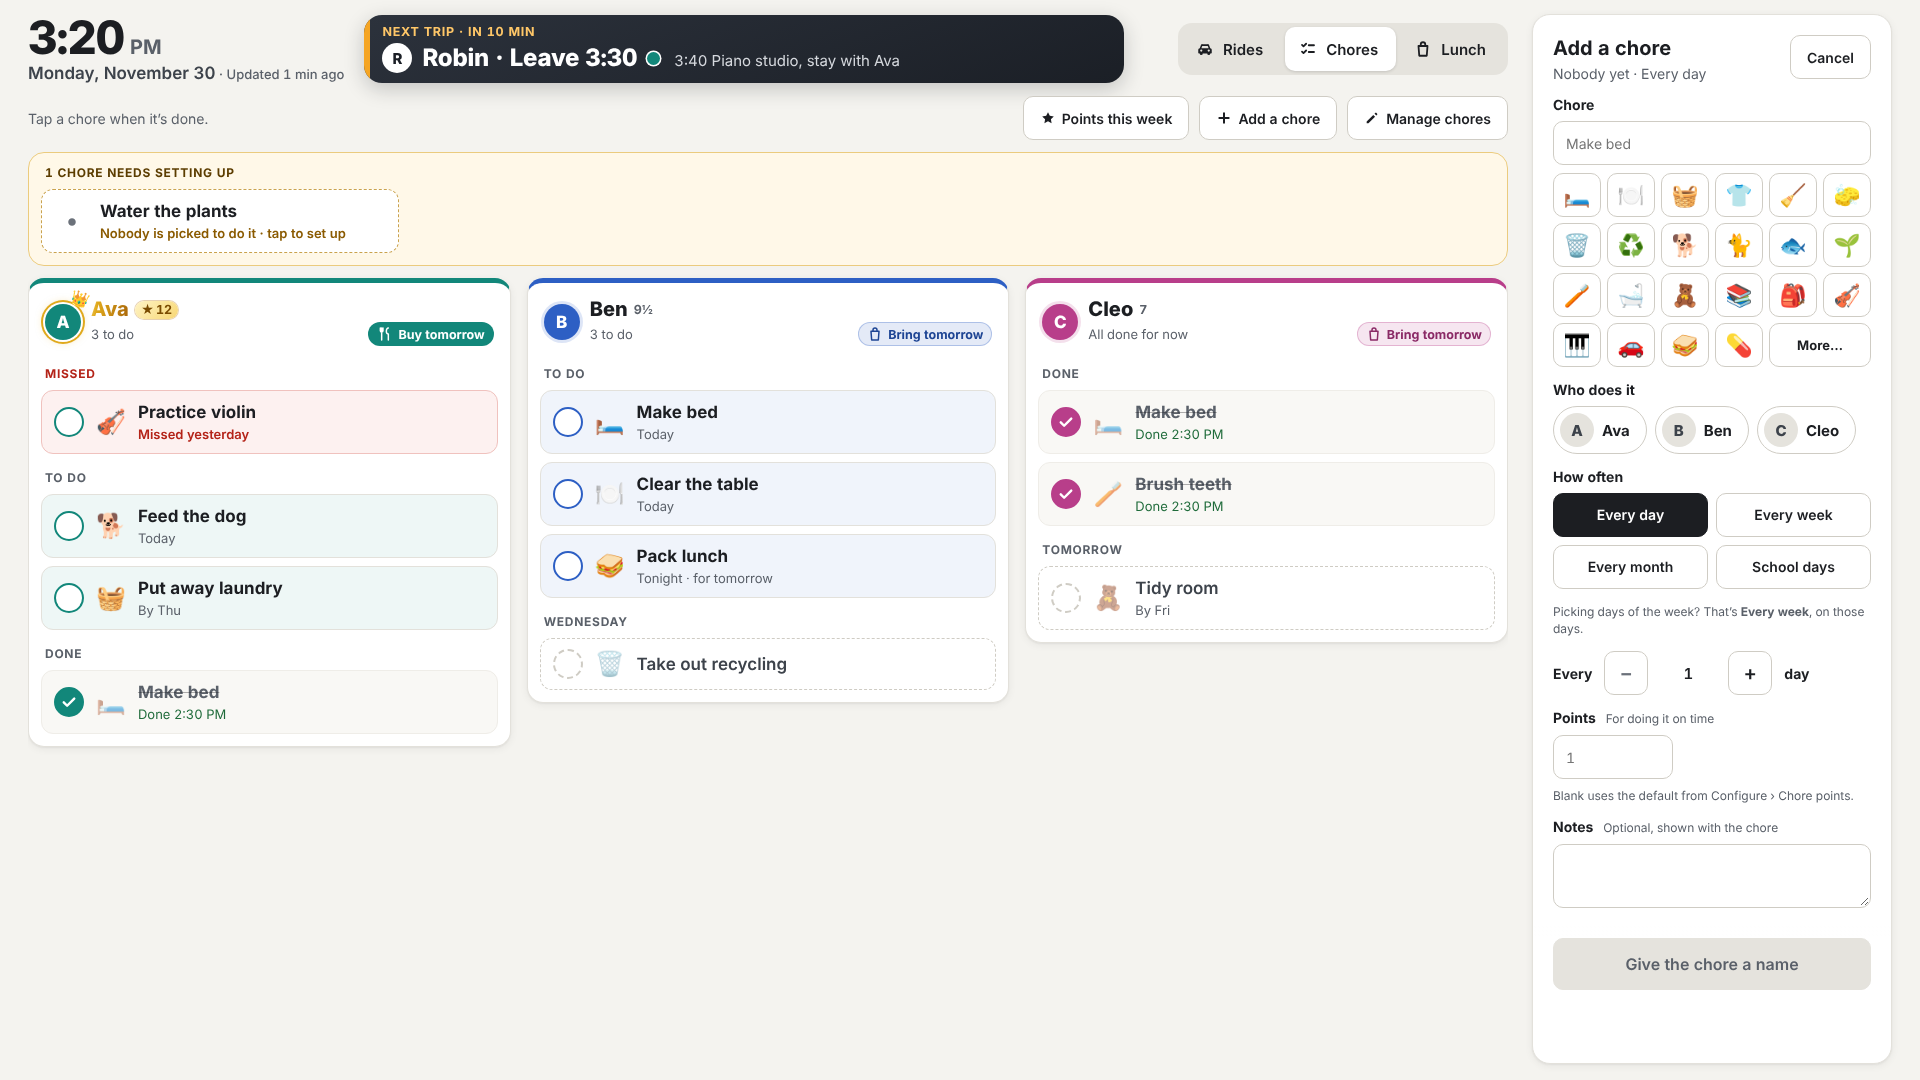 3:20 PM
Monday, November 30 · Updated 1 min ago
NEXT TRIP · IN 10 MIN
R Robin · Leave 3:30 3:40 Piano studio, stay with Ava
Rides
Chores
Lunch
Tap a chore when it’s done.
Points this week
Add a chore
Manage chores
1 CHORE NEEDS SETTING UP
Water the plants
Nobody is picked to do it · tap to set up
A
Ava ★ 12
3 to do
Buy tomorrow
MISSED
Practice violin
Missed yesterday
TO DO
Feed the dog
Today
Put away laundry
By Thu
DONE
Make bed
Done 2:30 PM
B
Ben 9½
3 to do
Bring tomorrow
TO DO
Make bed
Today
Clear the table
Today
Pack lunch
Tonight · for tomorrow
WEDNESDAY
Take out recycling
C
Cleo 7
All done for now
Bring tomorrow
DONE
Make bed
Done 2:30 PM
Brush teeth
Done 2:30 PM
TOMORROW
Tidy room
By Fri
Add a chore
Nobody yet · Every day
Cancel
Chore
Make bed
More…
Who does it
A Ava
B Ben
C Cleo
How often
Every day
Every week
Every month
School days
Picking days of the week? That’s Every week, on those
days.
Every − 1 + day
Points For doing it on time
1
Blank uses the default from Configure › Chore points.
Notes Optional, shown with the chore
Give the chore a name